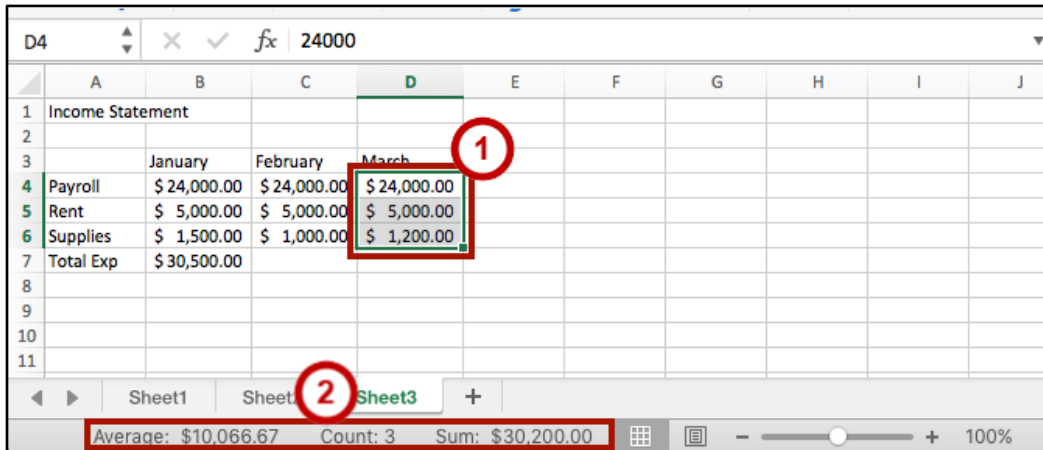 D4 fx 24000
A B C D E F G H I J
1 Income Statement
2
3 January February March
1
4 Payroll $ 24,000.00 $ 24,000.00 $ 24,000.00
5 Rent $ 5,000.00 $ 5,000.00 $ 5,000.00
6 Supplies $ 1,500.00 $ 1,000.00 $ 1,200.00
7 Total Exp $ 30,500.00
8
9
10
11
Sheet1 Sheet 2 Sheet3 +
Average: $10,066.67 Count: 3 Sum: $30,200.00 − + 100%